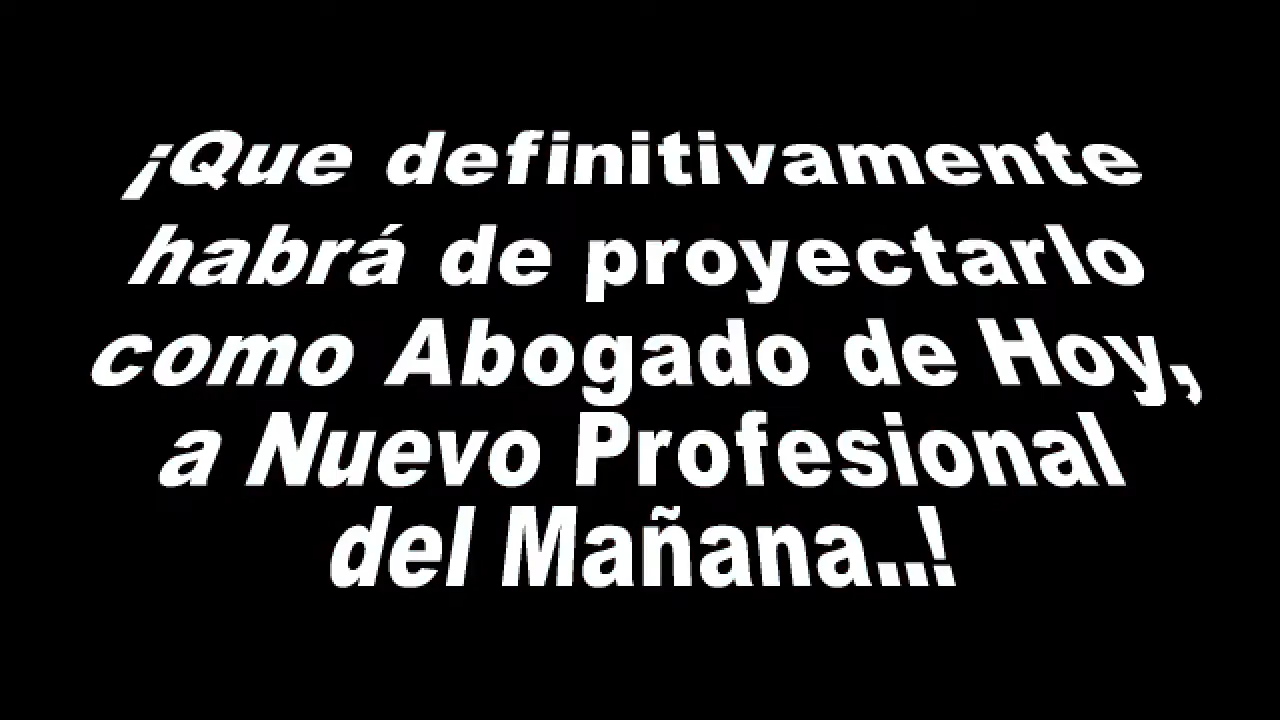 ¡Que definitivamente
habrá de proyectarlo
como Abogado de Hoy,
a Nuevo Profesional
del Mañana..!